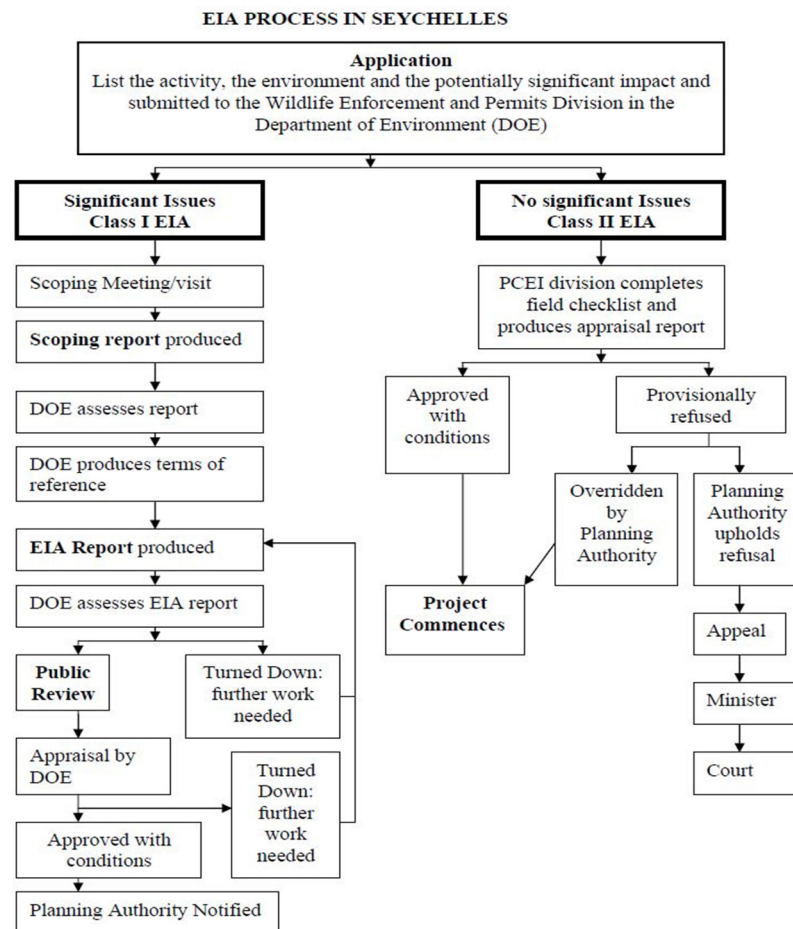 EIA PROCESS IN SEYCHELLES
Application
List the activity, the environment and the potentially significant impact and
submitted to the Wildlife Enforcement and Permits Division in the
Department of Environment (DOE)
Significant Issues
Class I EIA
Scoping Meeting/visit
Scoping report produced
DOE assesses report
DOE produces terms of
reference
EIA Report produced
DOE assesses EIA report
Public
Review
Turned Down:
further work
needed
Appraisal by
DOE
Turned
Down:
further
work
needed
Approved with
conditions
Planning Authority Notified
No significant Issues
Class II EIA
PCEI division completes
field checklist and
produces appraisal report
Approved
with
conditions
Provisionally
refused
Overridden
by
Planning
Authority
Planning
Authority
upholds
refusal
Project
Commences
Appeal
Minister
Court